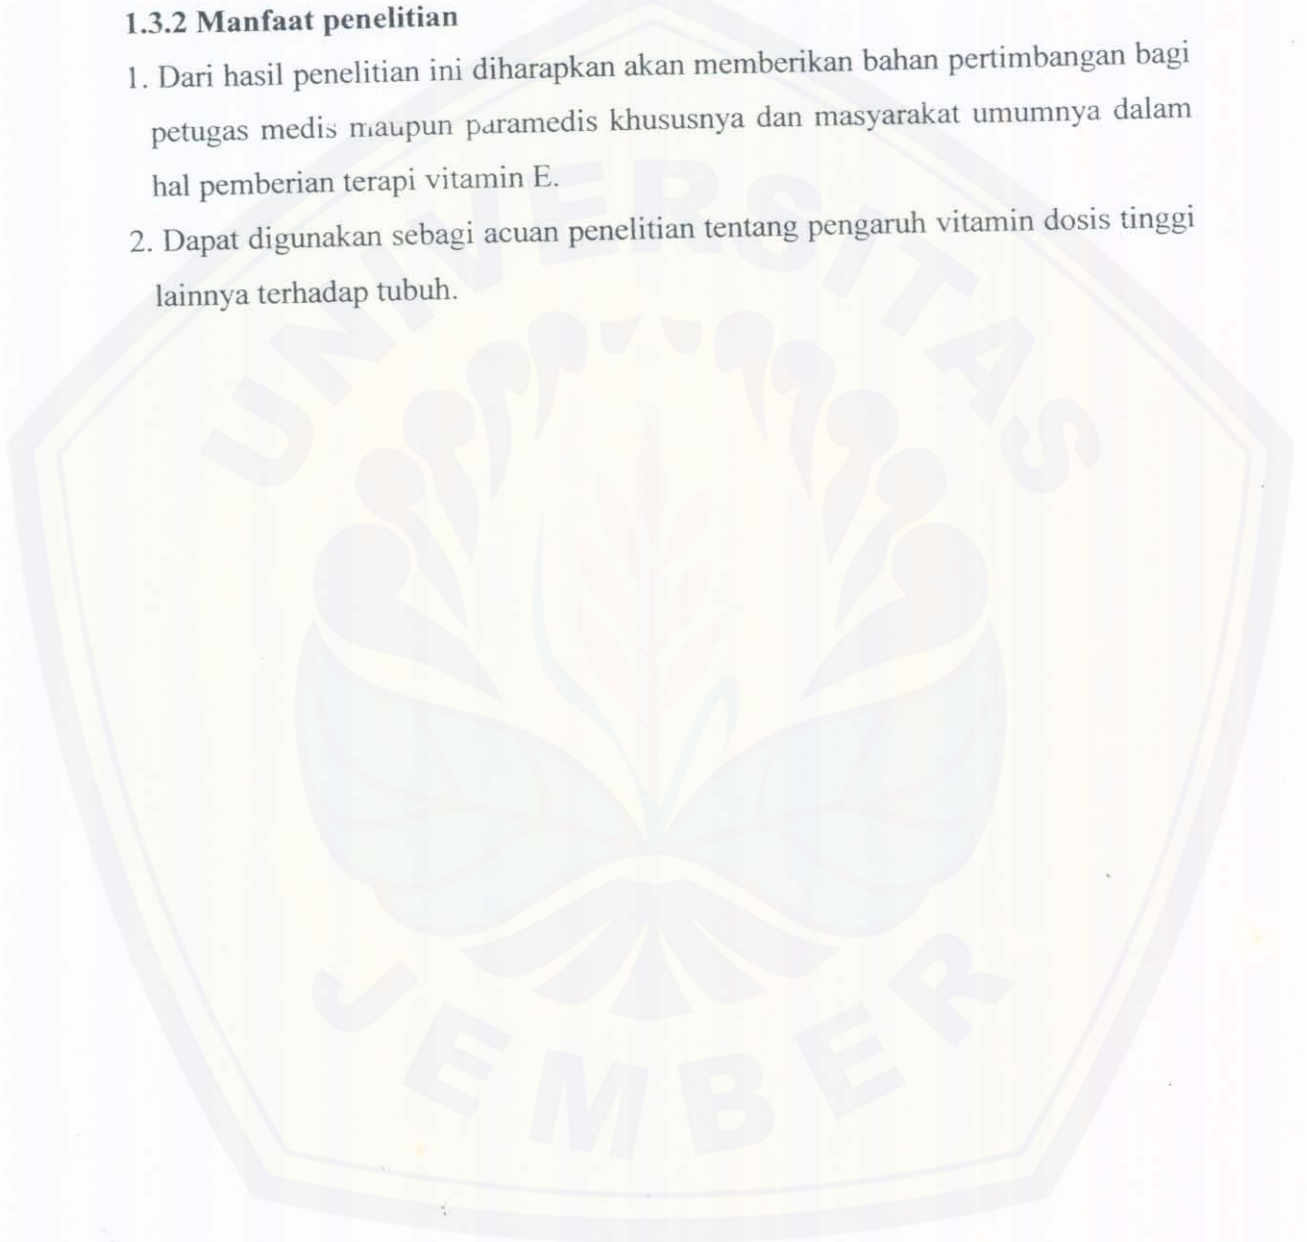 1.3.2 Manfaat penelitian
1. Dari hasil penelitian ini diharapkan akan memberikan bahan pertimbangan bagi
petugas medis maupun paramedis khususnya dan masyarakat umumnya dalam
hal pemberian terapi vitamin E.
2. Dapat digunakan sebagi acuan penelitian tentang pengaruh vitamin dosis tinggi
lainnya terhadap tubuh.
UNIVERSITAS
JEMBER